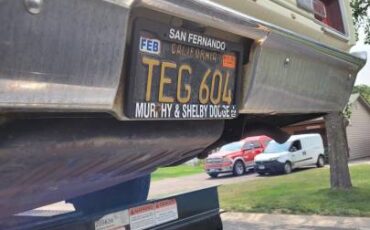 SAN FERNANDO
FEB
CALIFORNIA
TEG 604
MURPHY & SHELBY DODGE